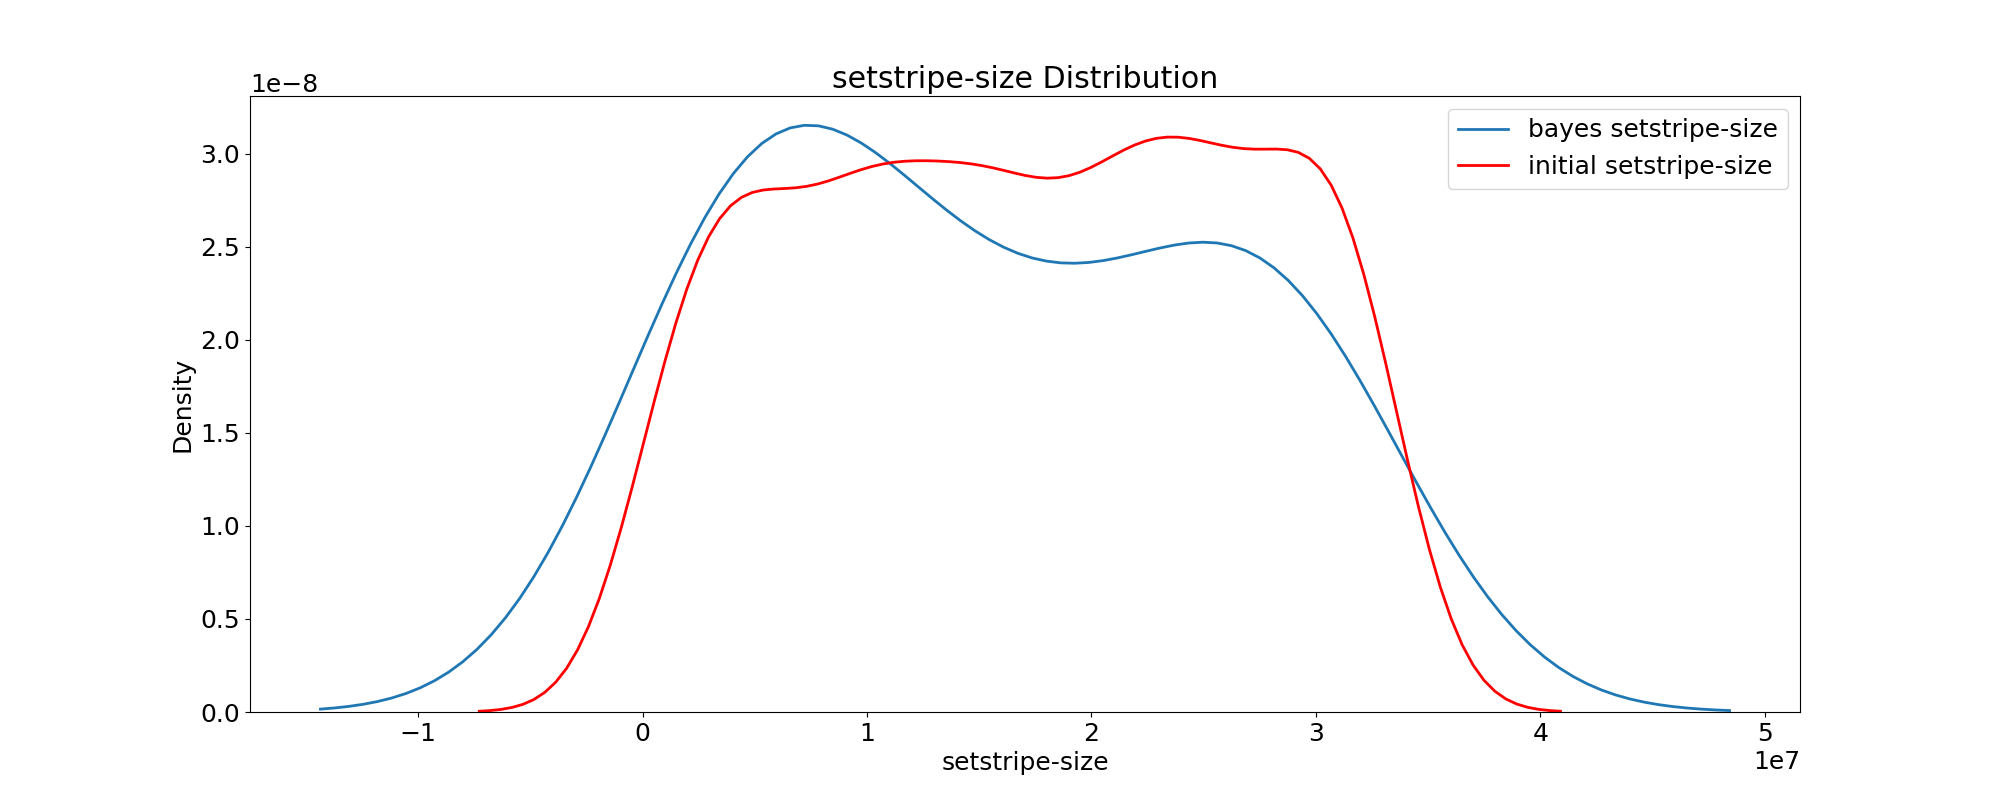 setstripe-size Distribution
1e−8
bayes setstripe-size
initial setstripe-size
3.0
2.5
2.0
1.5
1.0
0.5
0.0
Density
−1 0 1 2 3 4 5
1e7
setstripe-size